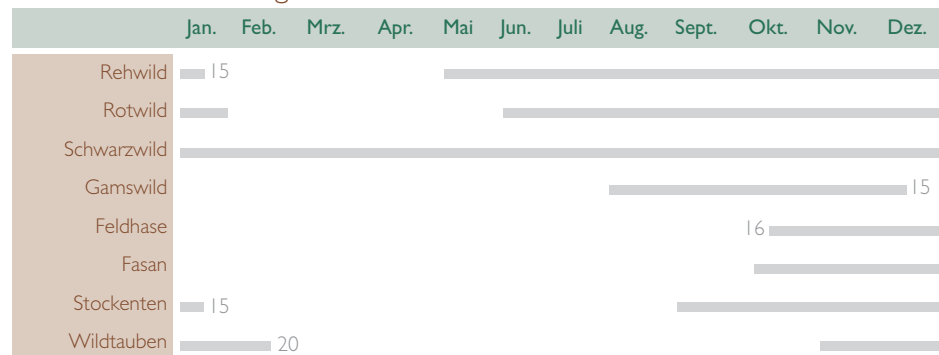 Jan. Feb. Mrz. Apr. Mai Jun. Juli Aug. Sept. Okt. Nov. Dez.
Rehwild 15
Rotwild
Schwarzwild
Gamswild 15
Feldhase 16
Fasan
Stockenten 15
Wildtauben 20